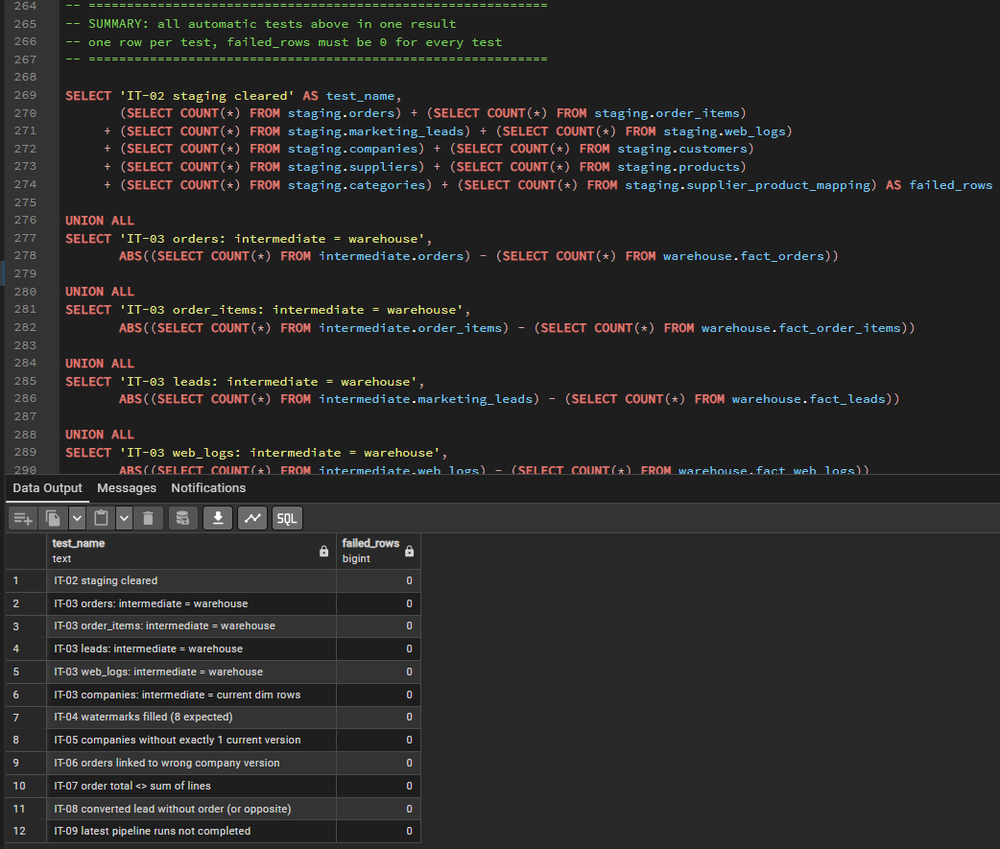 264 -- ============================================================
265 -- SUMMARY: all automatic tests above in one result
266 -- one row per test, failed_rows must be 0 for every test
267 -- ============================================================
268
269 SELECT 'IT-02 staging cleared' AS test_name,
270 (SELECT COUNT(*) FROM staging.orders) + (SELECT COUNT(*) FROM staging.order_items)
271 + (SELECT COUNT(*) FROM staging.marketing_leads) + (SELECT COUNT(*) FROM staging.web_logs)
272 + (SELECT COUNT(*) FROM staging.companies) + (SELECT COUNT(*) FROM staging.customers)
273 + (SELECT COUNT(*) FROM staging.suppliers) + (SELECT COUNT(*) FROM staging.products)
274 + (SELECT COUNT(*) FROM staging.categories) + (SELECT COUNT(*) FROM staging.supplier_product_mapping) AS failed_rows
275
276 UNION ALL
277 SELECT 'IT-03 orders: intermediate = warehouse',
278 ABS((SELECT COUNT(*) FROM intermediate.orders) - (SELECT COUNT(*) FROM warehouse.fact_orders))
279
280 UNION ALL
281 SELECT 'IT-03 order_items: intermediate = warehouse',
282 ABS((SELECT COUNT(*) FROM intermediate.order_items) - (SELECT COUNT(*) FROM warehouse.fact_order_items))
283
284 UNION ALL
285 SELECT 'IT-03 leads: intermediate = warehouse',
286 ABS((SELECT COUNT(*) FROM intermediate.marketing_leads) - (SELECT COUNT(*) FROM warehouse.fact_leads))
287
288 UNION ALL
289 SELECT 'IT-03 web_logs: intermediate = warehouse',
290 ABS((SELECT COUNT(*) FROM intermediate.web_logs) - (SELECT COUNT(*) FROM warehouse.fact_web_logs))
Data Output Messages Notifications
SQL
test_name failed_rows
text bigint
1 IT-02 staging cleared 0
2 IT-03 orders: intermediate = warehouse 0
3 IT-03 order_items: intermediate = warehouse 0
4 IT-03 leads: intermediate = warehouse 0
5 IT-03 web_logs: intermediate = warehouse 0
6 IT-03 companies: intermediate = current dim rows 0
7 IT-04 watermarks filled (8 expected) 0
8 IT-05 companies without exactly 1 current version 0
9 IT-06 orders linked to wrong company version 0
10 IT-07 order total <> sum of lines 0
11 IT-08 converted lead without order (or opposite) 0
12 IT-09 latest pipeline runs not completed 0